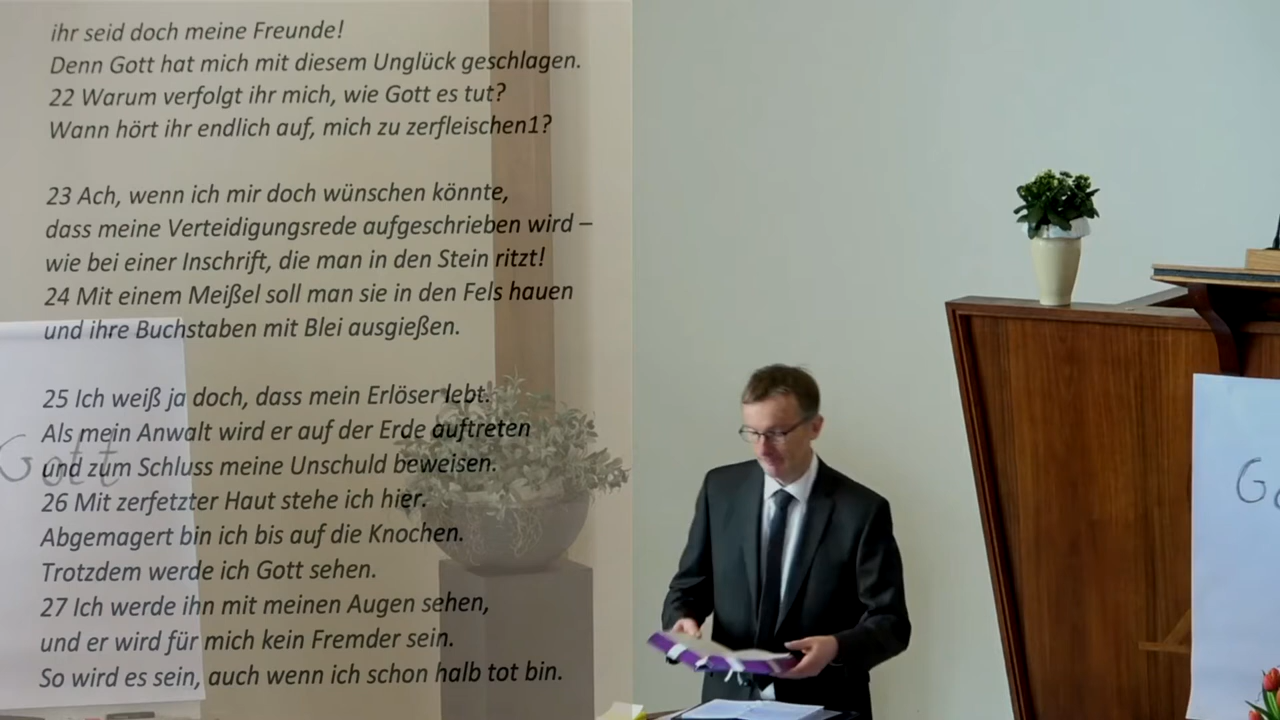 ihr seid doch meine Freunde!
Denn Gott hat mich mit diesem Unglück geschlagen.
22 Warum verfolgt ihr mich, wie Gott es tut?
Wann hört ihr endlich auf, mich zu zerfleischen1?
23 Ach, wenn ich mir doch wünschen könnte,
dass meine Verteidigungsrede aufgeschrieben wird –
wie bei einer Inschrift, die man in den Stein ritzt!
24 Mit einem Meißel soll man sie in den Fels hauen
und ihre Buchstaben mit Blei ausgießen.
25 Ich weiß ja doch, dass mein Erlöser lebt.
Als mein Anwalt wird er auf der Erde auftreten
und zum Schluss meine Unschuld beweisen.
26 Mit zerfetzter Haut stehe ich hier.
Abgemagert bin ich bis auf die Knochen.
Trotzdem werde ich Gott sehen.
27 Ich werde ihn mit meinen Augen sehen,
und er wird für mich kein Fremder sein.
So wird es sein, auch wenn ich schon halb tot bin.
Gott
Go